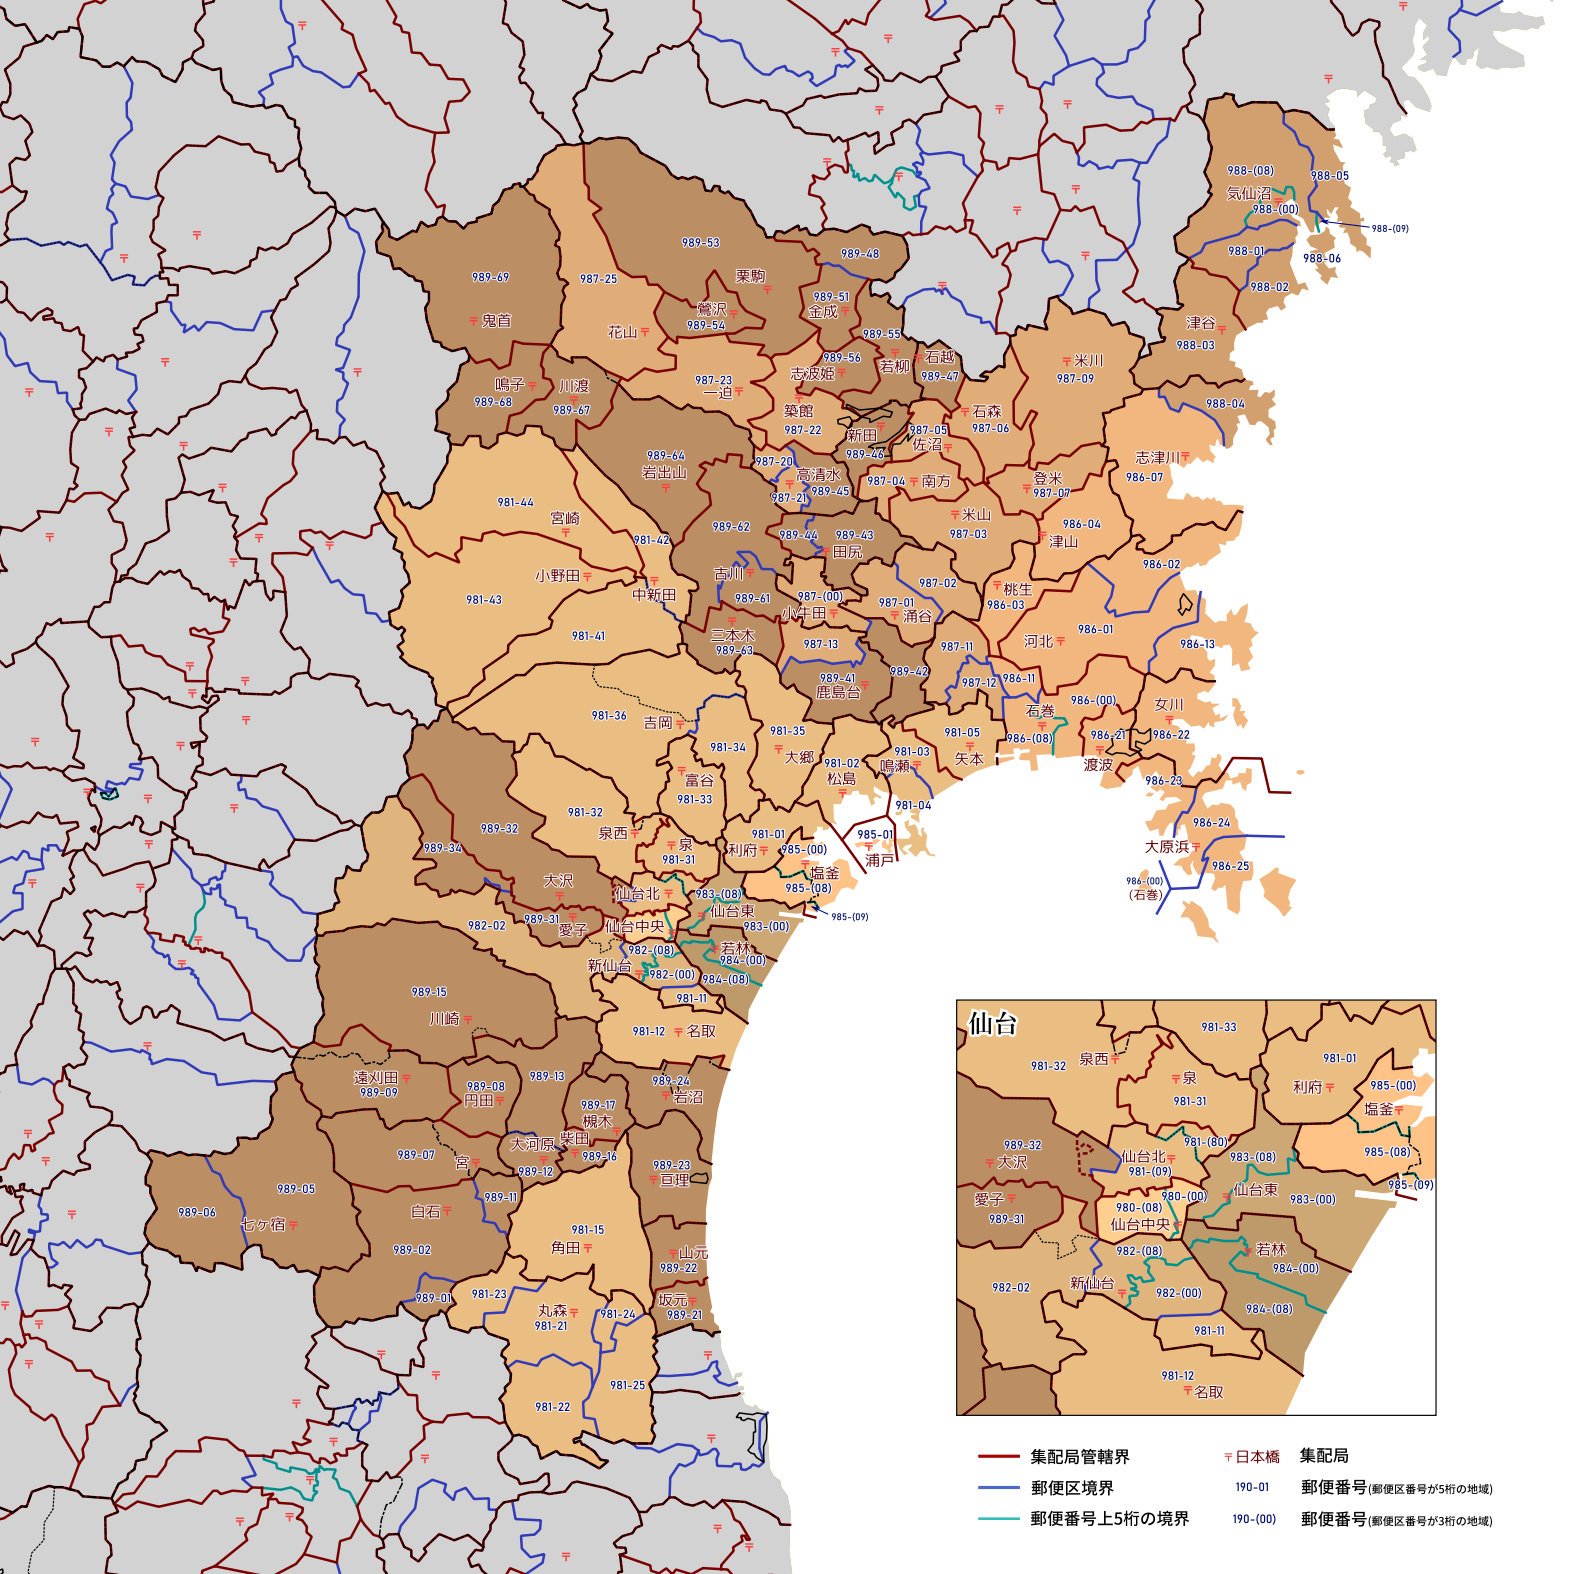 988-(08)
988-05
気仙沼
988-(00)
988-(09)
988-01
988-06
988-02
津谷
988-03
988-04
989-53
989-48
989-69
987-25
栗駒
989-51
金成
鬼首
鶯沢
989-54
花山
989-55
989-56
志波姫
若柳
石越
989-47
米川
987-09
鳴子
989-68
川渡
989-67
987-23
一迫
築館
987-22
新田
989-46
987-05
佐沼
石森
987-06
志津川
986-07
989-64
岩出山
987-20
高清水
987-21
989-45
987-04
南方
登米
987-07
981-44
宮崎
981-42
989-62
989-44
989-43
田尻
米山
987-03
986-04
津山
986-02
小野田
981-43
中新田
古川
989-61
987-(00)
小牛田
987-02
987-01
涌谷
桃生
986-03
981-41
三本木
989-63
987-13
987-11
河北
986-01
986-13
989-41
鹿島台
989-42
987-12
986-11
981-36
吉岡
981-34
981-35
大郷
981-05
矢本
石巻
986-(08)
986-(00)
女川
986-22
986-21
渡波
986-23
981-02
松島
981-03
鳴瀬
981-04
富谷
981-33
981-32
泉西
泉
981-31
981-01
利府
985-(00)
985-01
浦戸
塩釜
985-(08)
985-(09)
986-24
大原浜
986-25
986-(00)
(石巻)
989-32
989-34
大沢
仙台北
983-(08)
仙台東
983-(00)
982-02
989-31
愛子
仙台中央
982-(08)
新仙台
982-(00)
若林
984-(00)
984-(08)
981-11
981-12
名取
989-15
川崎
遠刈田
989-09
989-08
円田
989-13
989-17
槻木
989-24
岩沼
989-07
宮
大河原
989-12
柴田
989-16
989-23
亘理
989-06
989-05
七ヶ宿
白石
989-02
989-11
981-15
角田
山元
989-22
989-01
981-23
丸森
981-21
981-24
坂元
989-21
981-22
981-25
仙台
981-33
981-32
泉西
泉
981-31
981-01
利府
985-(00)
塩釜
985-(08)
985-(09)
989-32
大沢
仙台北
981-(09)
981-(80)
983-(08)
仙台東
983-(00)
愛子
989-31
980-(00)
980-(08)
仙台中央
982-(08)
新仙台
982-(00)
982-02
若林
984-(00)
984-(08)
981-11
981-12
名取
集配局管轄界
〒日本橋 集配局
郵便区境界
190-01 郵便番号(郵便区番号が5桁の地域)
郵便番号上5桁の境界
190-(00) 郵便番号(郵便区番号が3桁の地域)